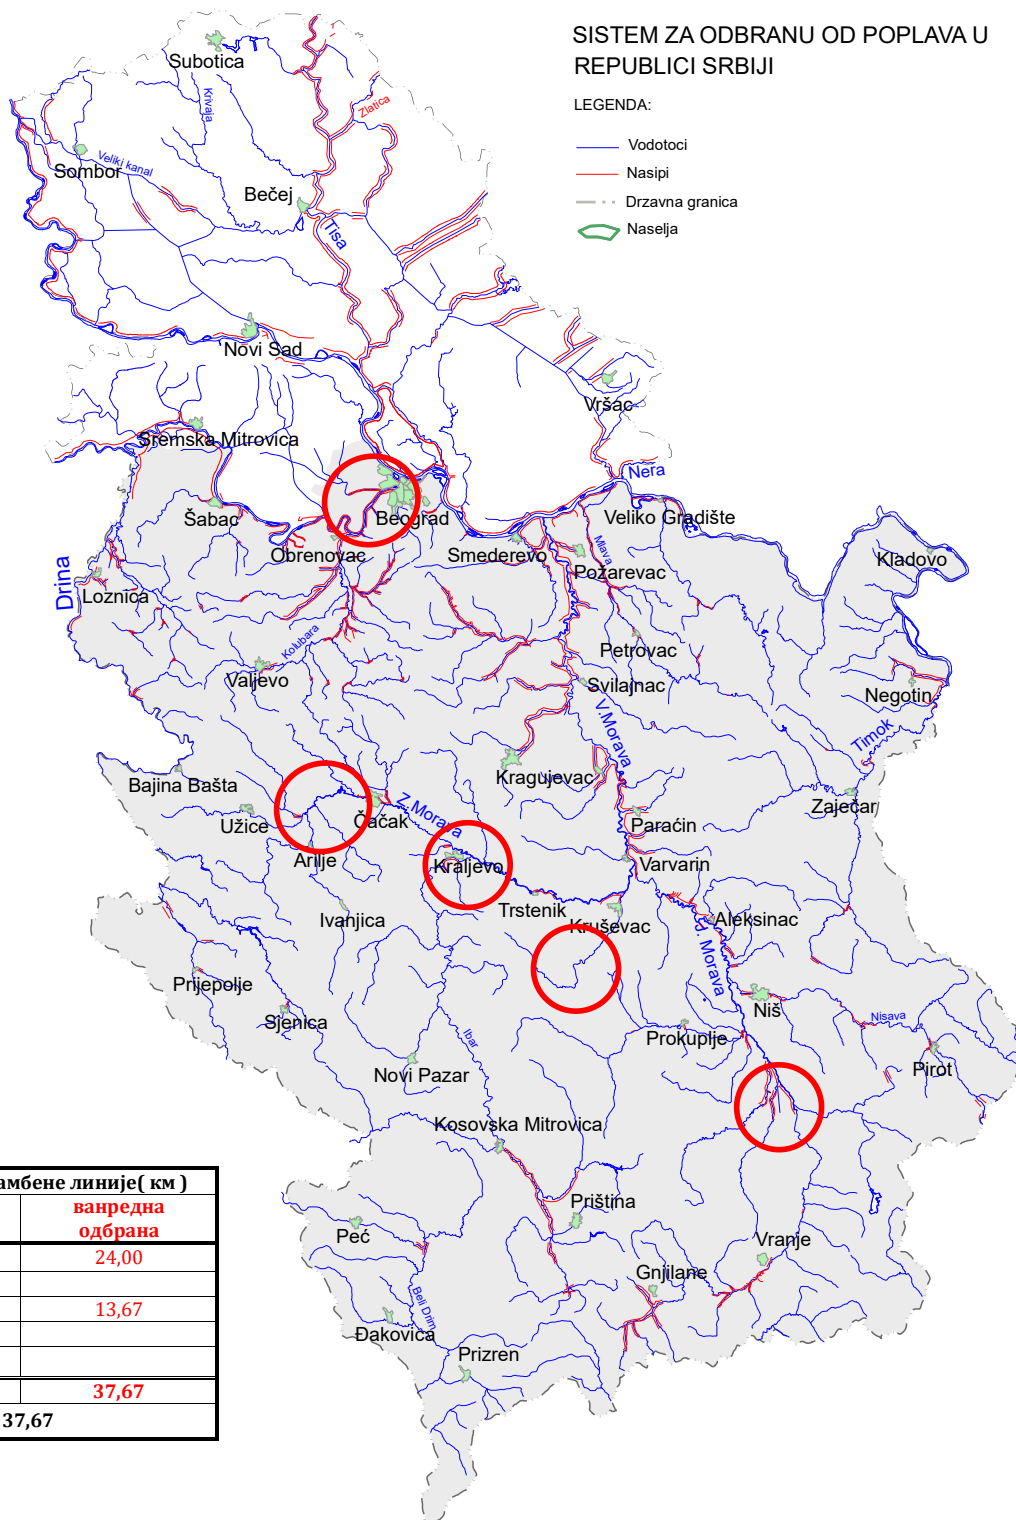 SISTEM ZA ODBRANU OD POPLAVA U
REPUBLICI SRBIJI
LEGENDA:
Vodotoci
Nasipi
Drzavna granica
Naselja
Subotica
Krivaja
Zlatica
Sombor
Veliki kanal
Bečej
Tisa
Novi Sad
Vršac
Sremska Mitrovica
Nera
Šabac
Beograd
Veliko Gradište
Obrenovac
Smederevo
Mlava
Požarevac
Kladovo
Drina
Loznica
Kolubara
Petrovac
Valjevo
Svilajnac
Negotin
V.Morava
Timok
Bajina Bašta
Kragujevac
Užice
Čačak
Z.Morava
Paraćin
Zaječar
Arilje
Kraljevo
Varvarin
Ivanjica
Trstenik
Kruševac
Aleksinac
J. Morava
Prijepolje
Sjenica
Niš
Nisava
Ibar
Prokuplje
Pirot
Novi Pazar
Kosovska Mitrovica
Priština
Peć
Vranje
Gnjilane
Beli Drim
Đakovica
Prizren
амбене линије( км )
ванредна
одбрана
24,00
13,67
37,67
37,67